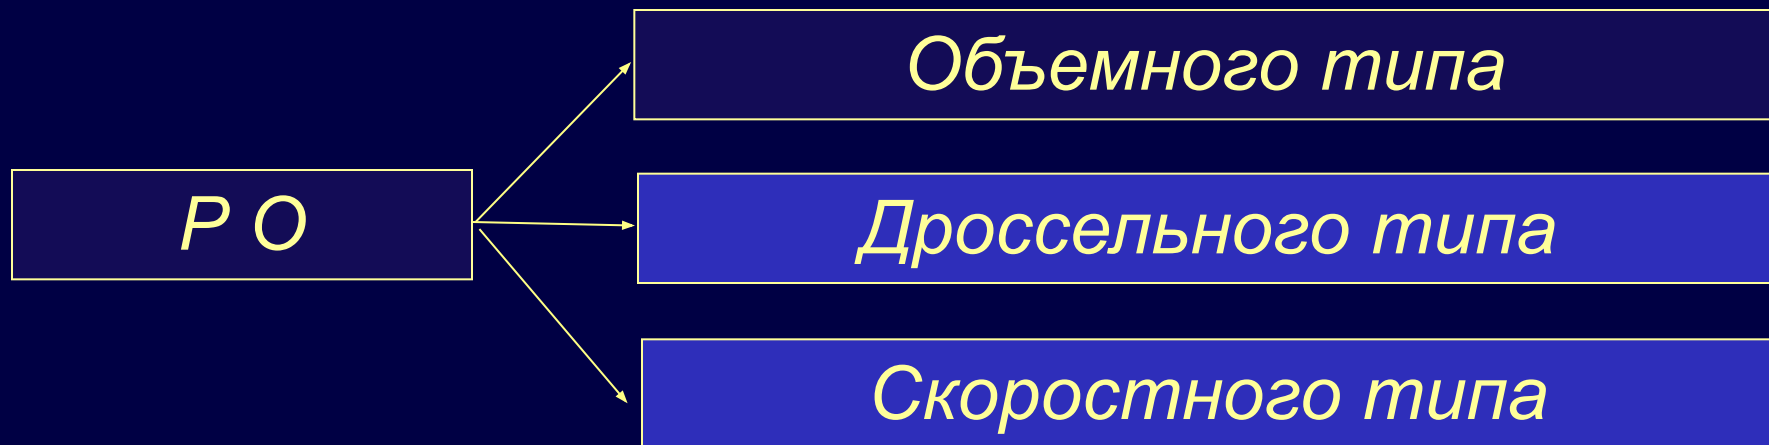 Объемного типа
Р О
Дроссельного типа
Скоростного типа